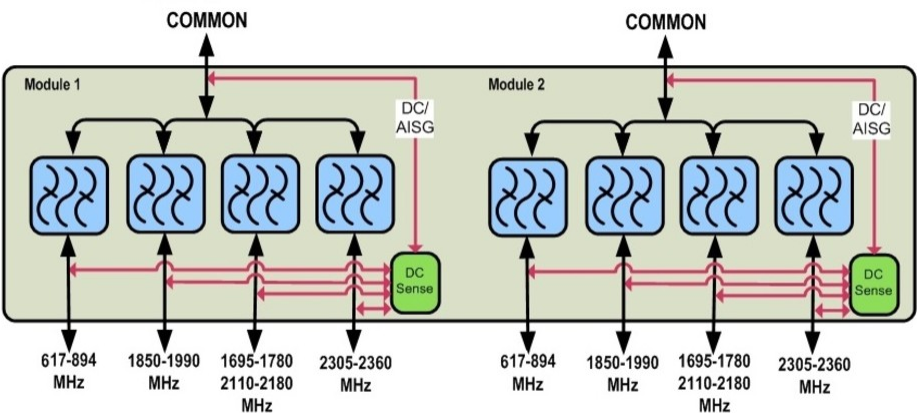 COMMON
COMMON
Module 1
Module 2
DC/
AISG
DC/
AISG
DC
Sense
DC
Sense
617-894
MHz
1850-1990
MHz
1695-1780
2110-2180
MHz
2305-2360
MHz
617-894
MHz
1850-1990
MHz
1695-1780
2110-2180
MHz
2305-2360
MHz